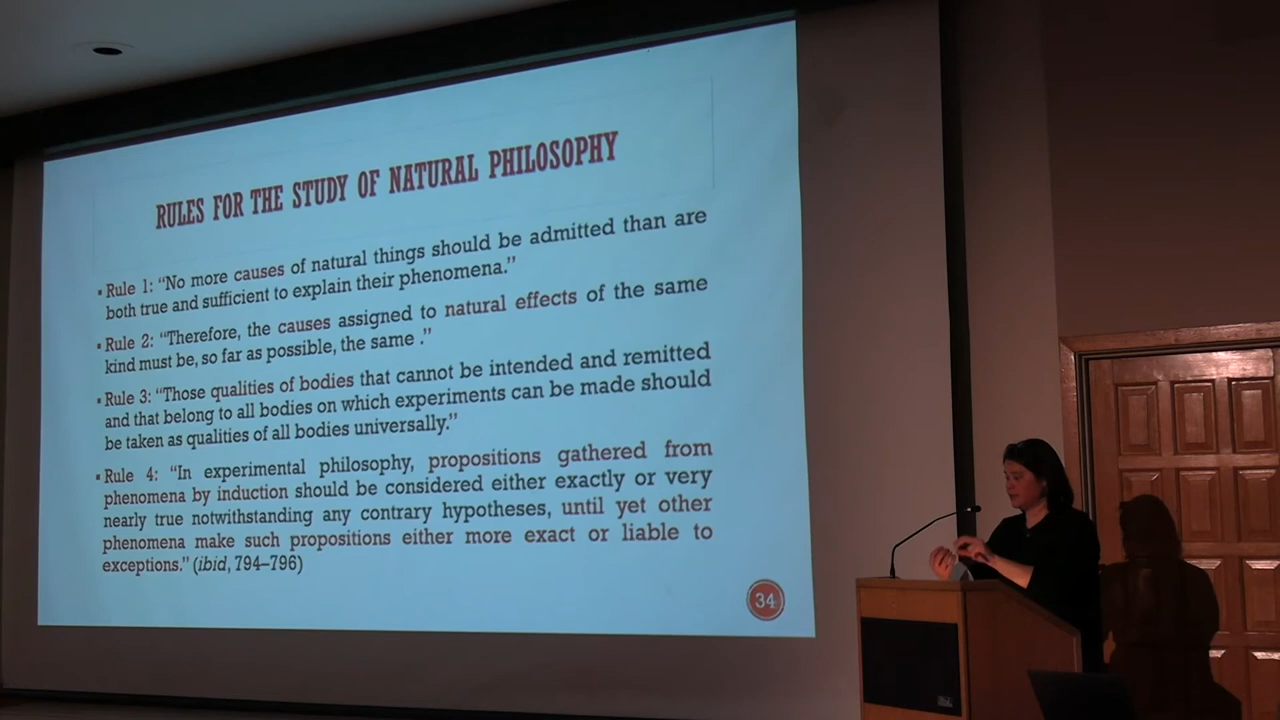 RULES FOR THE STUDY OF NATURAL PHILOSOPHY
▪ Rule 1: “No more causes of natural things should be admitted than are
both true and sufficient to explain their phenomena.”
▪ Rule 2: “Therefore, the causes assigned to natural effects of the same
kind must be, so far as possible, the same .”
▪ Rule 3: “Those qualities of bodies that cannot be intended and remitted
and that belong to all bodies on which experiments can be made should
be taken as qualities of all bodies universally.”
▪ Rule 4: “In experimental philosophy, propositions gathered from
phenomena by induction should be considered either exactly or very
nearly true notwithstanding any contrary hypotheses, until yet other
phenomena make such propositions either more exact or liable to
exceptions.” (ibid, 794–796)
34